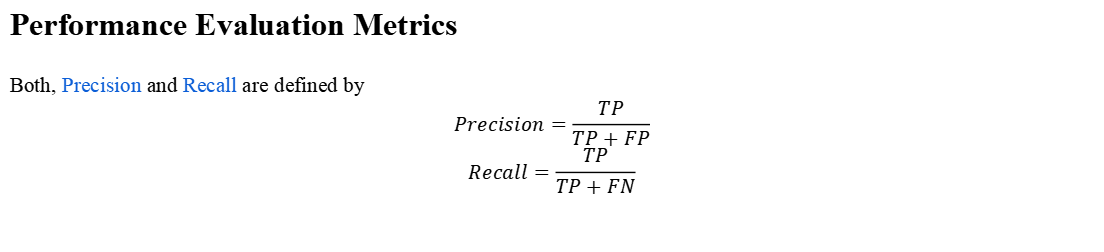 Performance Evaluation Metrics
Both, Precision and Recall are defined by
Precision = TP / TP + FP
Recall = TP / TP + FN